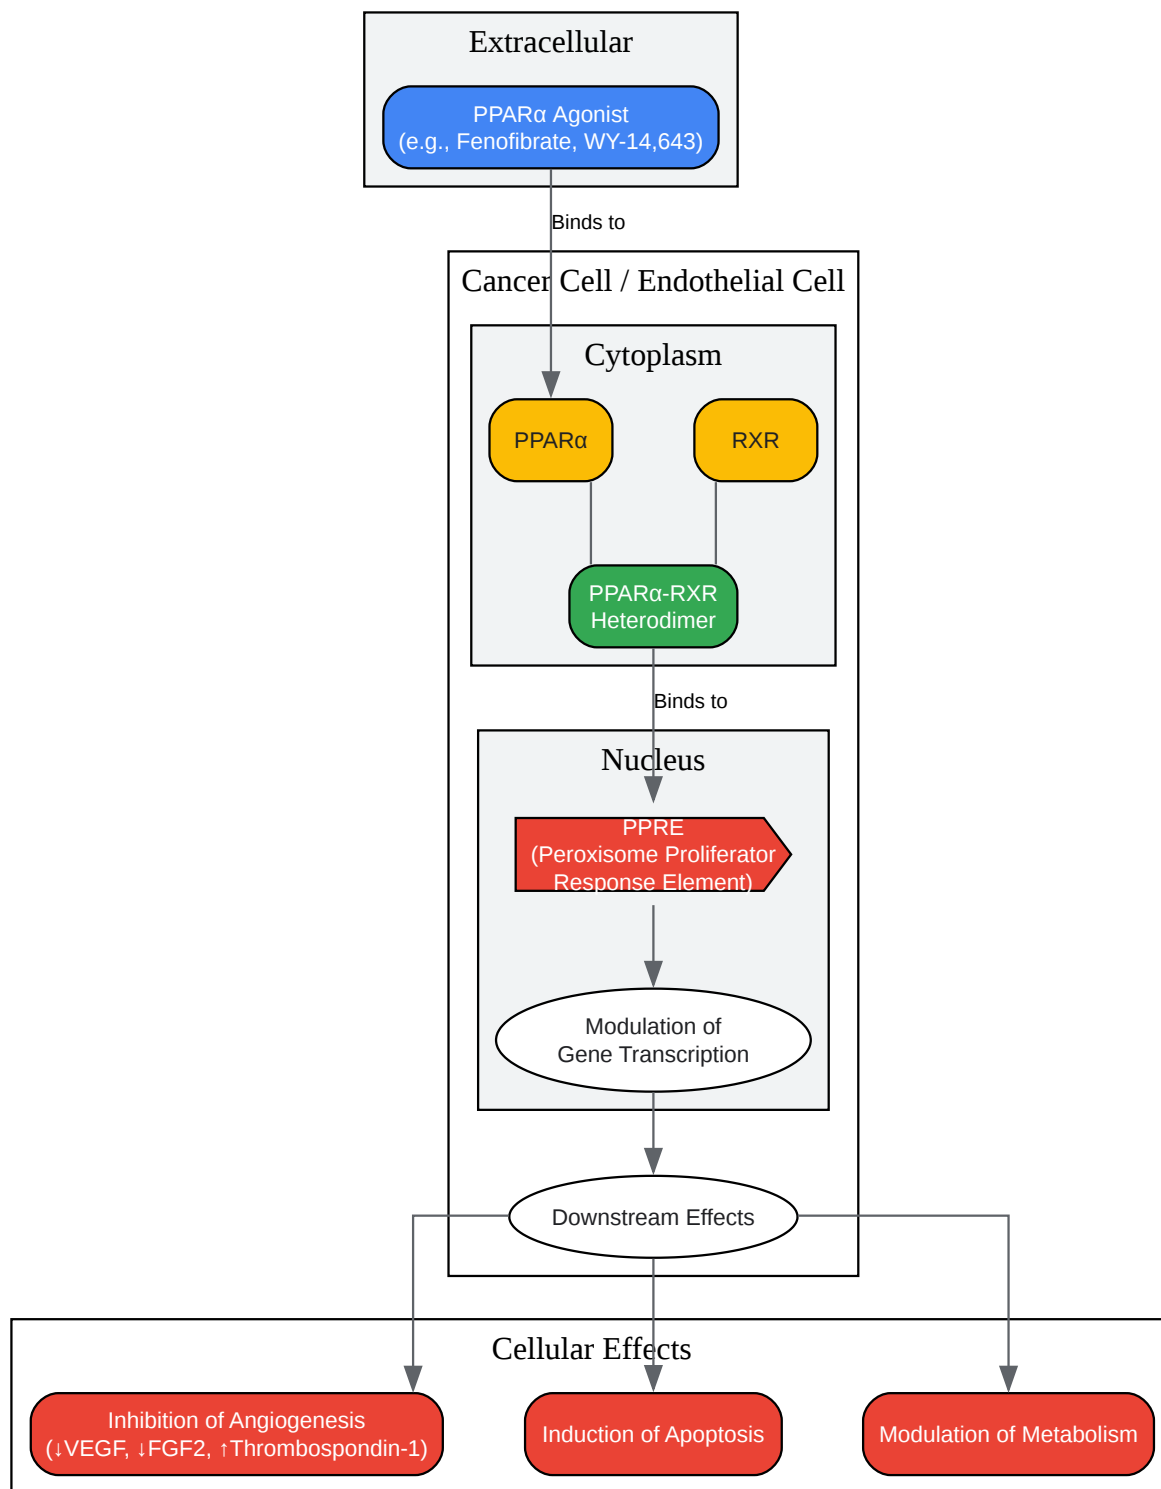 Extracellular
PPARα Agonist
(e.g., Fenofibrate, WY-14,643)
Binds to
Cancer Cell / Endothelial Cell
Cytoplasm
PPARα
RXR
PPARα-RXR
Heterodimer
Binds to
Nucleus
PPRE
(Peroxisome Proliferator
Response Element)
Modulation of
Gene Transcription
Downstream Effects
Cellular Effects
Inhibition of Angiogenesis
(↓VEGF, ↓FGF2, ↑Thrombospondin-1)
Induction of Apoptosis
Modulation of Metabolism